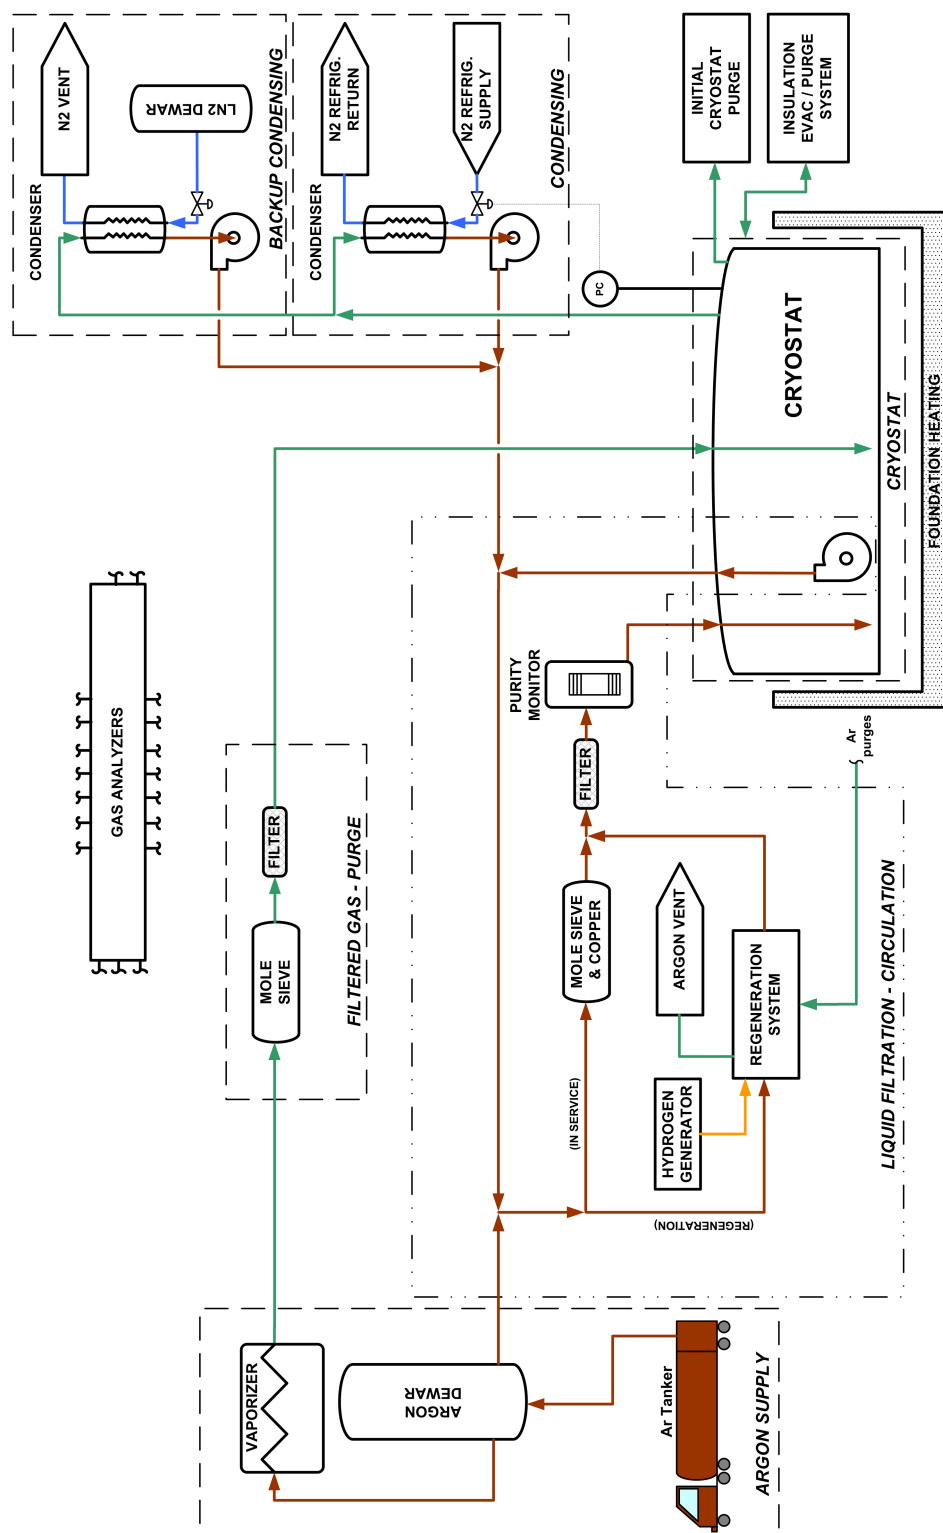 N2 VENT
LN2 DEWAR
CONDENSER
BACKUP CONDENSING
N2 REFRIG.
RETURN
N2 REFRIG.
SUPPLY
CONDENSER
CONDENSING
INITIAL
CRYOSTAT
PURGE
INSULATION
EVAC / PURGE
SYSTEM
PC
CRYOSTAT
CRYOSTAT
FOUNDATION HEATING
GAS ANALYZERS
FILTER
MOLE
SIEVE
FILTERED GAS - PURGE
PURITY
MONITOR
FILTER
MOLE SIEVE
& COPPER
(IN SERVICE)
Ar
purges
ARGON VENT
REGENERATION
SYSTEM
HYDROGEN
GENERATOR
(REGENERATION)
LIQUID FILTRATION - CIRCULATION
VAPORIZER
ARGON
DEWAR
Ar Tanker
ARGON SUPPLY